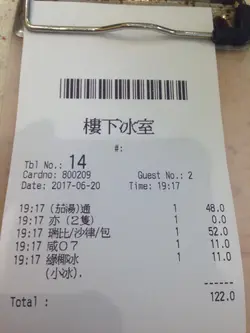 樓下冰室
#:
Tbl No.: 14
Cardno: 800209 Guest No.: 2
Date: 2017-06-20 Time: 19:17
19:17 (茄湯)通 1 48.0
19:17 亦 (2隻) 1 0.0
19:17 瑞比/沙律/包 1 52.0
19:17 咸07 1 11.0
19:17 綠椰冰 1 11.0
(小冰).
Total : 122.0